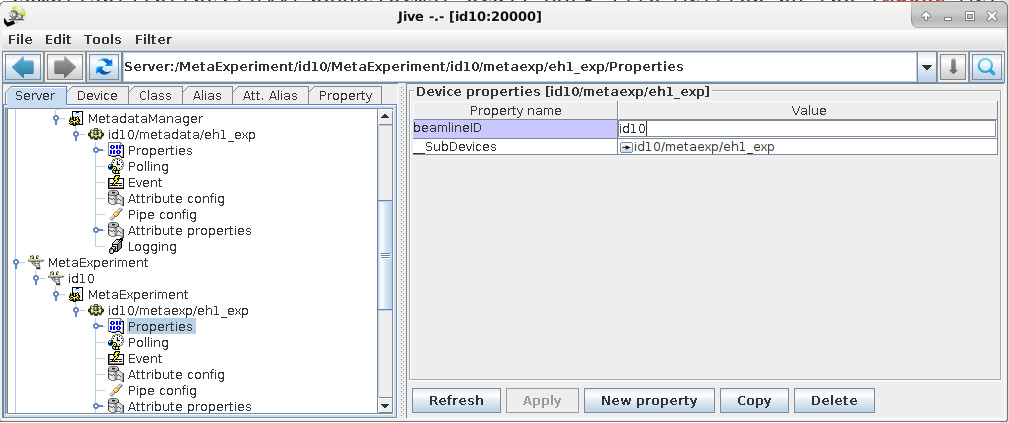 Jive -.- [id10:20000]
File Edit Tools Filter
Server:/MetaExperiment/id10/MetaExperiment/id10/metaexp/eh1_exp/Properties
Server Device Class Alias Att. Alias Property
MetadataManager
id10/metadata/eh1_exp
Properties
Polling
Event
Attribute config
Pipe config
Attribute properties
Logging
MetaExperiment
id10
MetaExperiment
id10/metaexp/eh1_exp
Properties
Polling
Event
Attribute config
Pipe config
Attribute properties
Device properties [id10/metaexp/eh1_exp]
Property name Value
beamlineID id10
__SubDevices id10/metaexp/eh1_exp
Refresh Apply New property Copy Delete